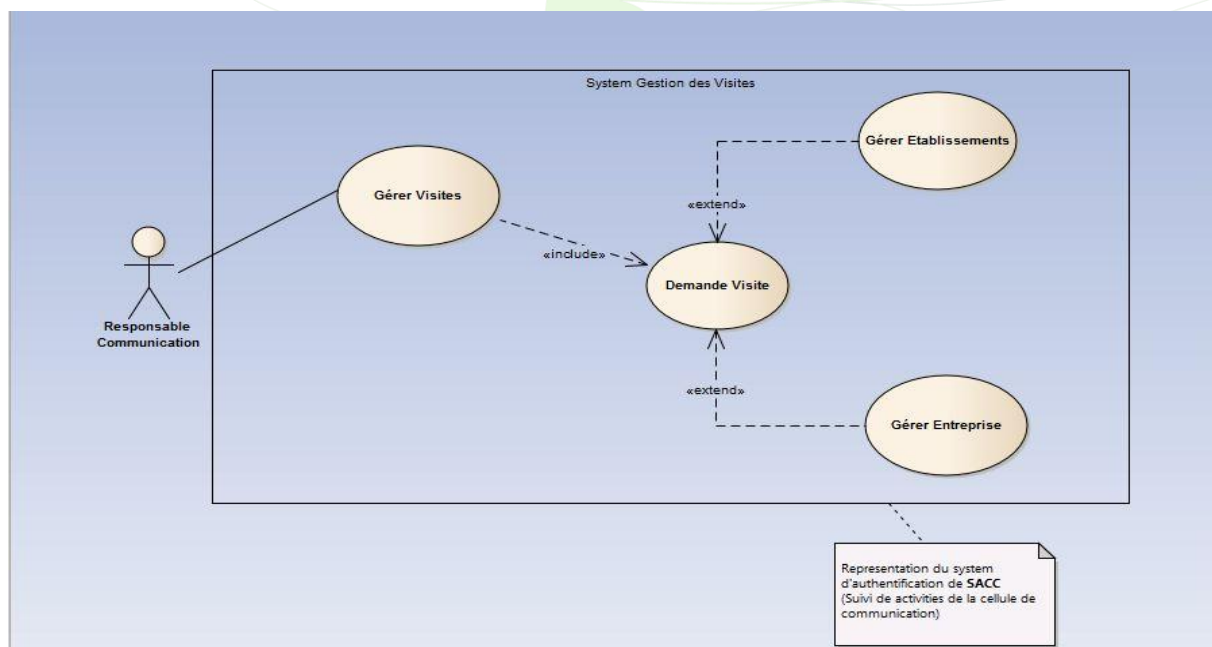 System Gestion des Visites
Gérer Etablissements
Gérer Visites
«extend»
«include»
Demande Visite
Responsable
Communication
«extend»
Gérer Entreprise
Representation du system
d'authentification de SACC
(Suivi de activities de la cellule de
communication)